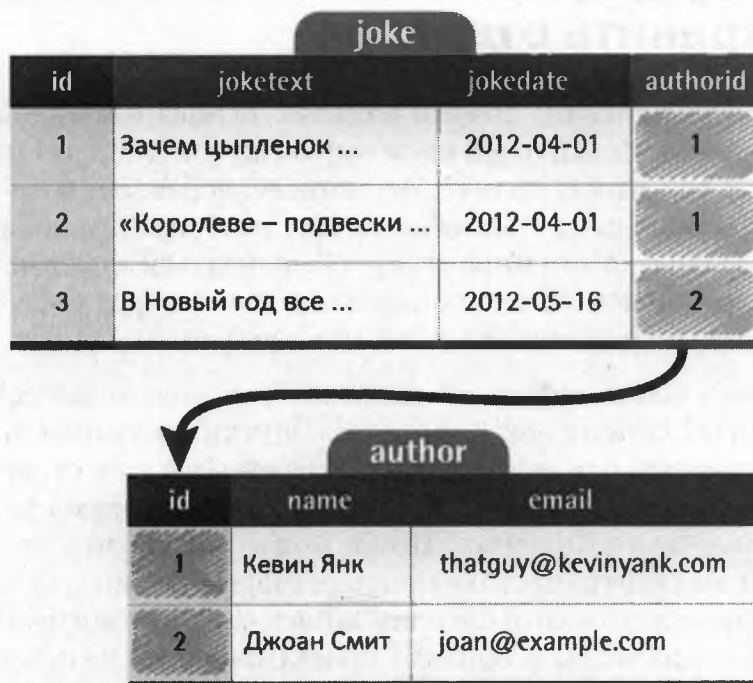 joke
id joketext jokedate authorid
1 Зачем цыпленок ... 2012-04-01 1
2 «Королеве – подвески ... 2012-04-01 1
3 В Новый год все ... 2012-05-16 2
author
id name email
1 Кевин Янк thatguy@kevinyank.com
2 Джоан Смит joan@example.com